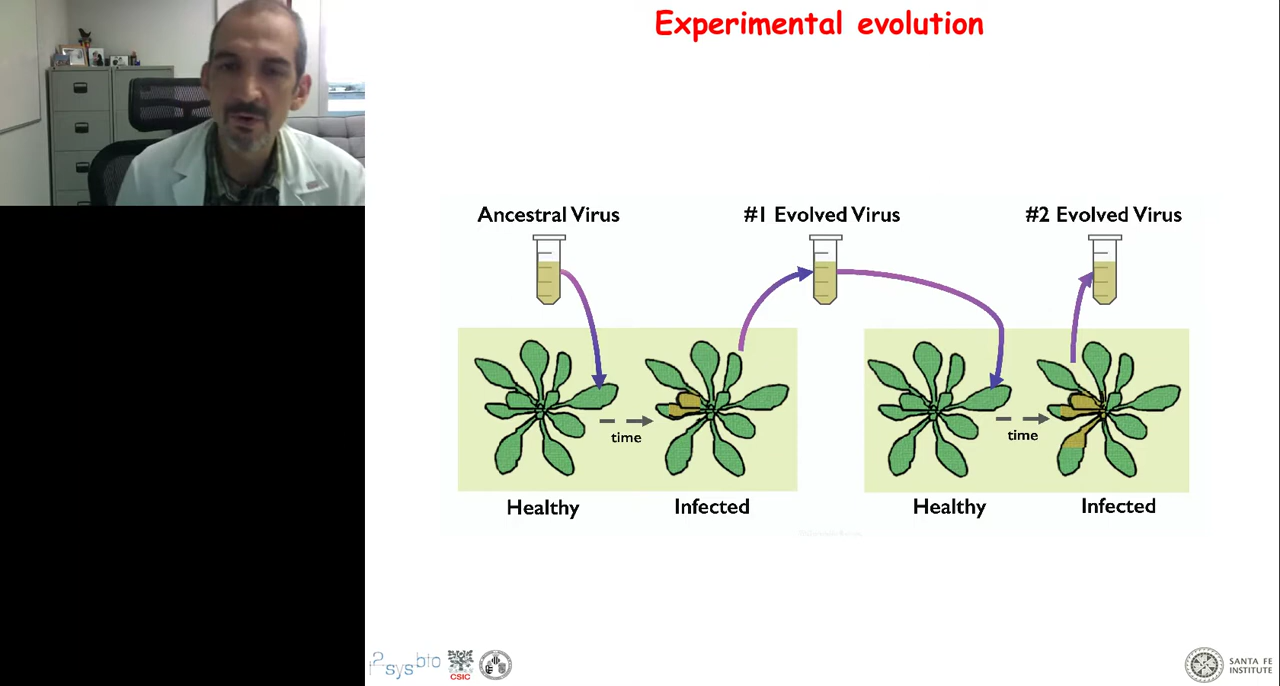 Experimental evolution
Ancestral Virus
#1 Evolved Virus
#2 Evolved Virus
time
time
Healthy
Infected
Healthy
Infected
i2sysbio
CSIC
SANTA FE
INSTITUTE